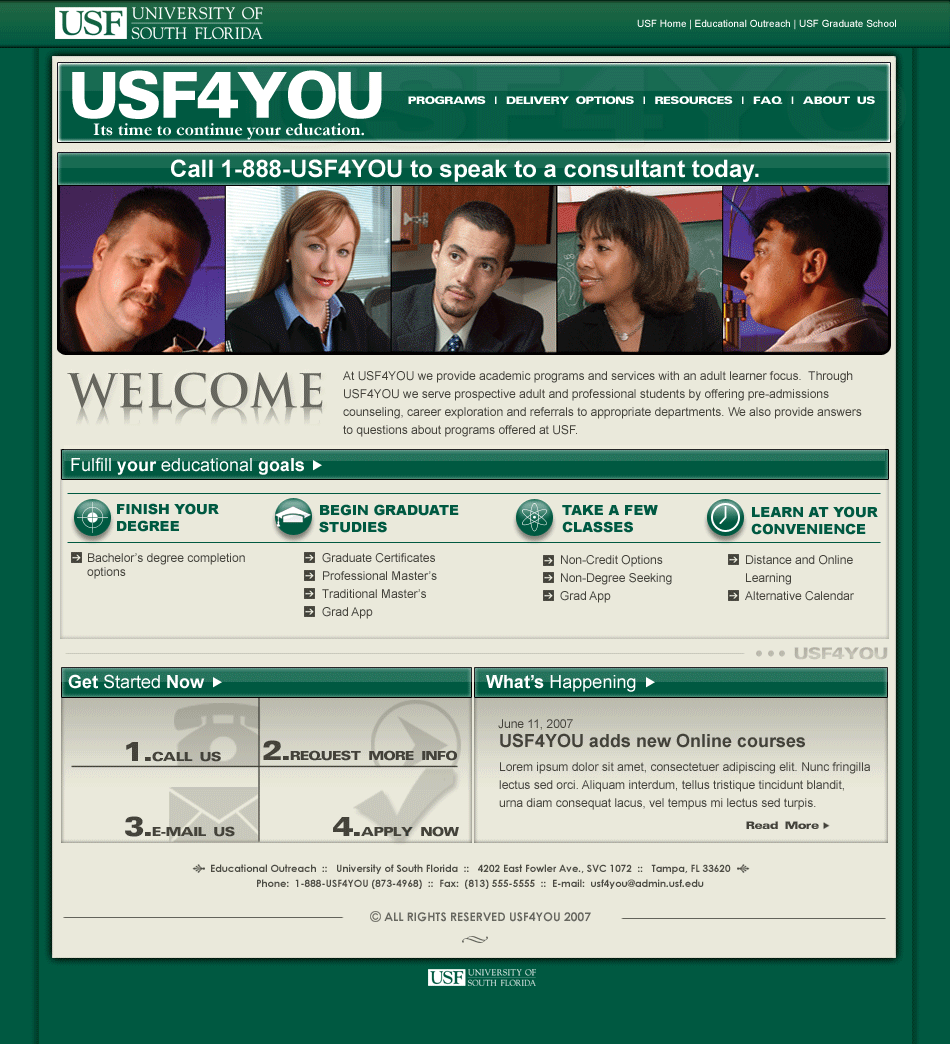 USF UNIVERSITY OF
SOUTH FLORIDA
USF Home | Educational Outreach | USF Graduate School
USF4YOU
Its time to continue your education.
PROGRAMS | DELIVERY OPTIONS | RESOURCES | FAQ | ABOUT US
Call 1-888-USF4YOU to speak to a consultant today.
WELCOME
At USF4YOU we provide academic programs and services with an adult learner focus. Through
USF4YOU we serve prospective adult and professional students by offering pre-admissions
counseling, career exploration and referrals to appropriate departments. We also provide answers
to questions about programs offered at USF.
Fulfill your educational goals
FINISH YOUR
DEGREE
Bachelor's degree completion
options
BEGIN GRADUATE
STUDIES
Graduate Certificates
Professional Master's
Traditional Master's
Grad App
TAKE A FEW
CLASSES
Non-Credit Options
Non-Degree Seeking
Grad App
LEARN AT YOUR
CONVENIENCE
Distance and Online
Learning
Alternative Calendar
USF4YOU
Get Started Now
1.CALL US
2.REQUEST MORE INFO
3.E-MAIL US
4.APPLY NOW
What's Happening
June 11, 2007
USF4YOU adds new Online courses
Lorem ipsum dolor sit amet, consectetuer adipiscing elit. Nunc fringilla
lectus sed orci. Aliquam interdum, tellus tristique tincidunt blandit,
urna diam consequat lacus, vel tempus mi lectus sed turpis.
Read More
Educational Outreach :: University of South Florida :: 4202 East Fowler Ave., SVC 1072 :: Tampa, FL 33620
Phone: 1-888-USF4YOU (873-4968) :: Fax: (813) 555-5555 :: E-mail: usf4you@admin.usf.edu
© ALL RIGHTS RESERVED USF4YOU 2007
USF UNIVERSITY OF
SOUTH FLORIDA